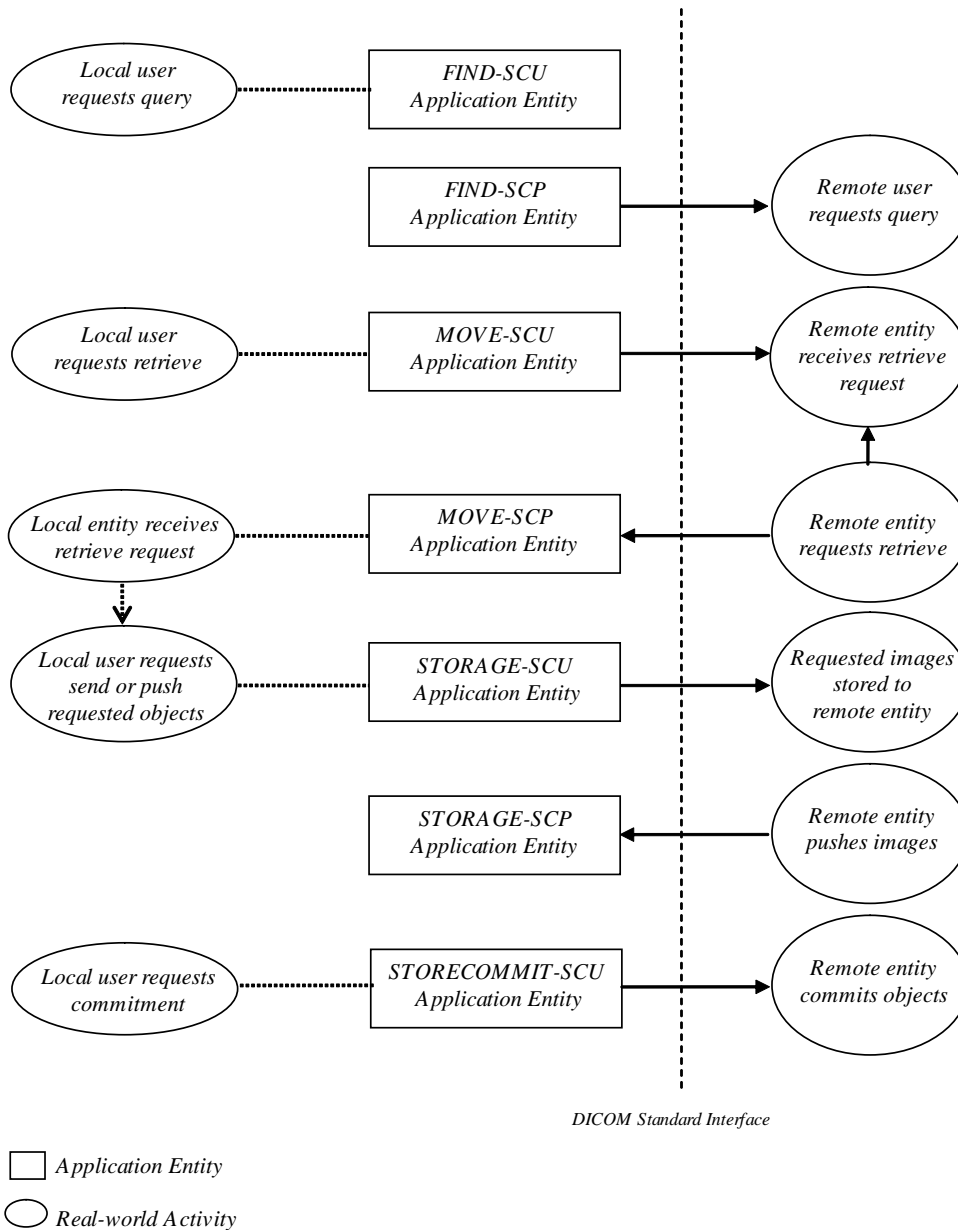 Local user
requests query
FIND-SCU
Application Entity
FIND-SCP
Application Entity
Remote user
requests query
Local user
requests retrieve
MOVE-SCU
Application Entity
Remote entity
receives retrieve
request
Local entity receives
retrieve request
MOVE-SCP
Application Entity
Remote entity
requests retrieve
Local user requests
send or push
requested objects
STORAGE-SCU
Application Entity
Requested images
stored to
remote entity
STORAGE-SCP
Application Entity
Remote entity
pushes images
Local user requests
commitment
STORECOMMIT-SCU
Application Entity
Remote entity
commits objects
DICOM Standard Interface
Application Entity
Real-world Activity